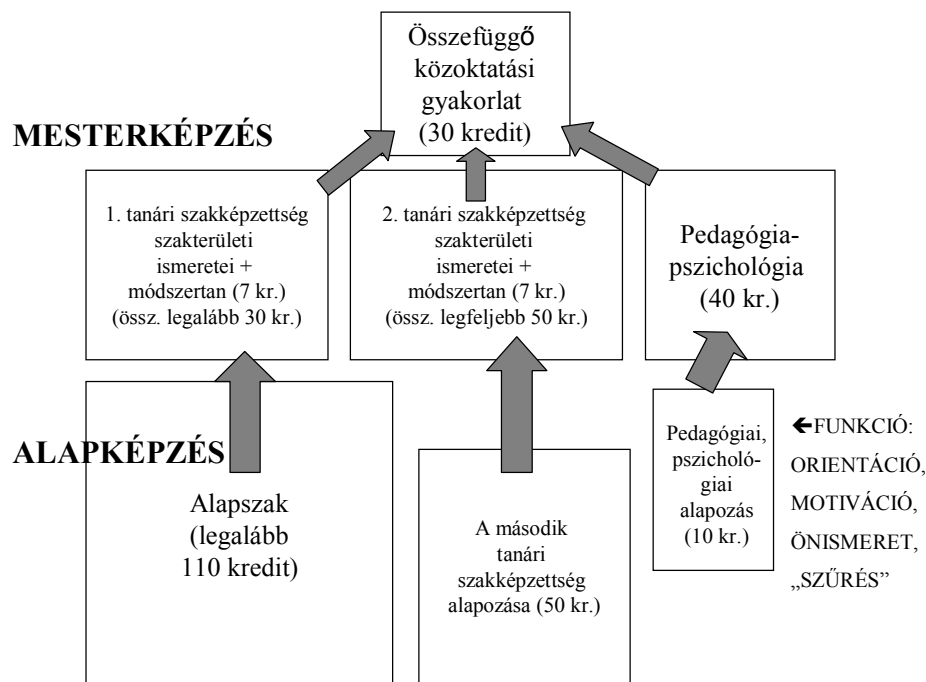 Összefüggő
közoktatási
gyakorlat
(30 kredit)
MESTERKÉPZÉS
1. tanári szakképzettség
szakterületi
ismeretei +
módszertan (7 kr.)
(össz. legalább 30 kr.)
2. tanári szakképzettség
szakterületi
ismeretei +
módszertan (7 kr.)
(össz. legfeljebb 50 kr.)
Pedagógia-
pszichológia
(40 kr.)
ALAPKÉPZÉS
Alapszak
(legalább
110 kredit)
A második
tanári
szakképzettség
alapozása (50 kr.)
Pedagógiai,
pszicholó-
giai
alapozás
(10 kr.)
←FUNKCIÓ:
ORIENTÁCIÓ,
MOTIVÁCIÓ,
ÖNISMERET,
„SZŰRÉS”